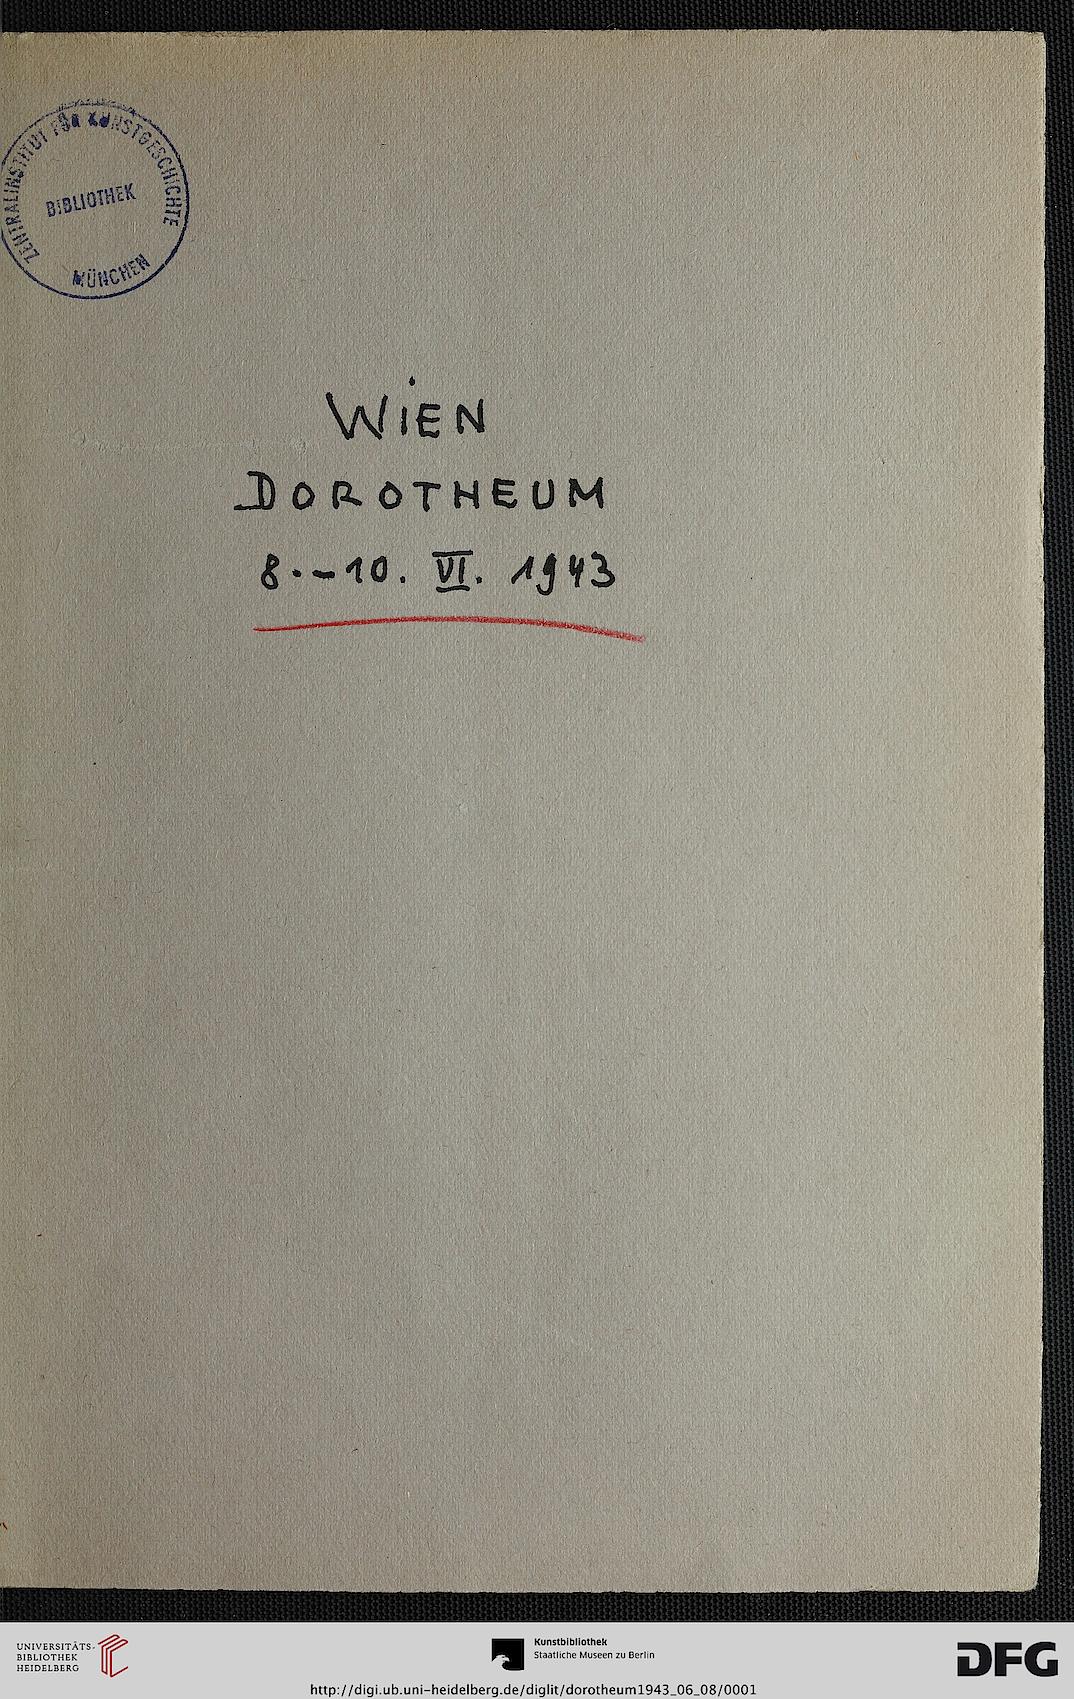 ZENTRALINSTITUT FÜR KUNSTGESCHICHTE
BIBLIOTHEK
MÜNCHEN
WiEN
DOROTHEUM
8.-10. VI. 1943
UNIVERSITÄTS-
BIBLIOTHEK
HEIDELBERG
Kunstbibliothek
Staatliche Museen zu Berlin
DFG
http://digi.ub.uni-heidelberg.de/diglit/dorotheum1943_06_08/0001